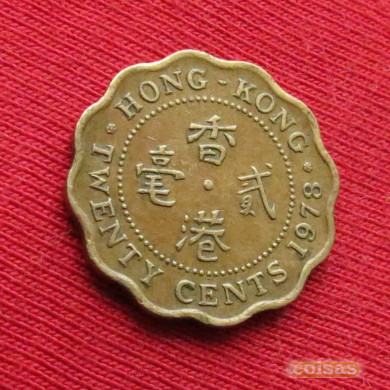 HONG - KONG
香港
貳毫
TWENTY CENTS 1978
coisas